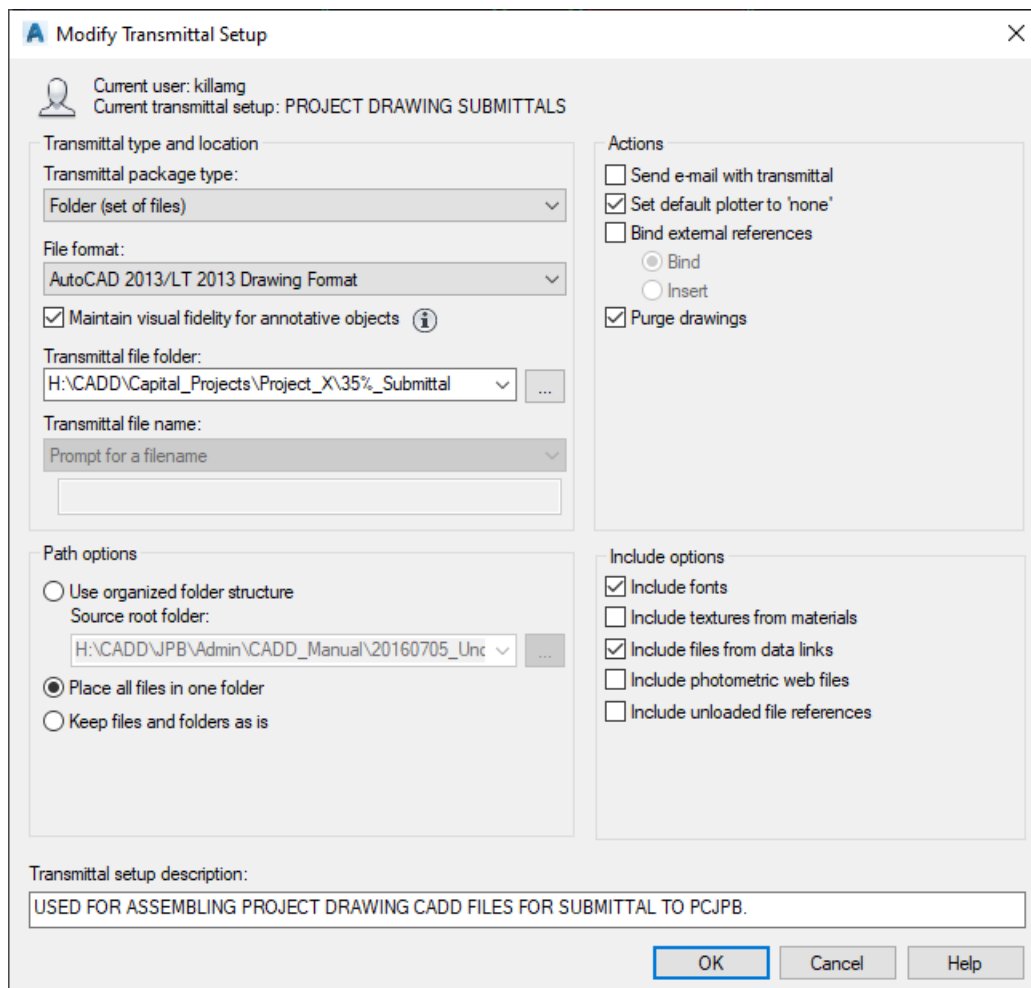 Modify Transmittal Setup
Current user: killamg
Current transmittal setup: PROJECT DRAWING SUBMITTALS
Transmittal type and location
Transmittal package type:
Folder (set of files)
File format:
AutoCAD 2013/LT 2013 Drawing Format
Maintain visual fidelity for annotative objects
Transmittal file folder:
H:\CADD\Capital_Projects\Project_X\35%_Submittal
...
Transmittal file name:
Prompt for a filename
Actions
Send e-mail with transmittal
Set default plotter to 'none'
Bind external references
Bind
Insert
Purge drawings
Path options
Use organized folder structure
Source root folder:
H:\CADD\JPB\Admin\CADD_Manual\20160705_Unc
...
Place all files in one folder
Keep files and folders as is
Include options
Include fonts
Include textures from materials
Include files from data links
Include photometric web files
Include unloaded file references
Transmittal setup description:
USED FOR ASSEMBLING PROJECT DRAWING CADD FILES FOR SUBMITTAL TO PCJPB.
OK
Cancel
Help